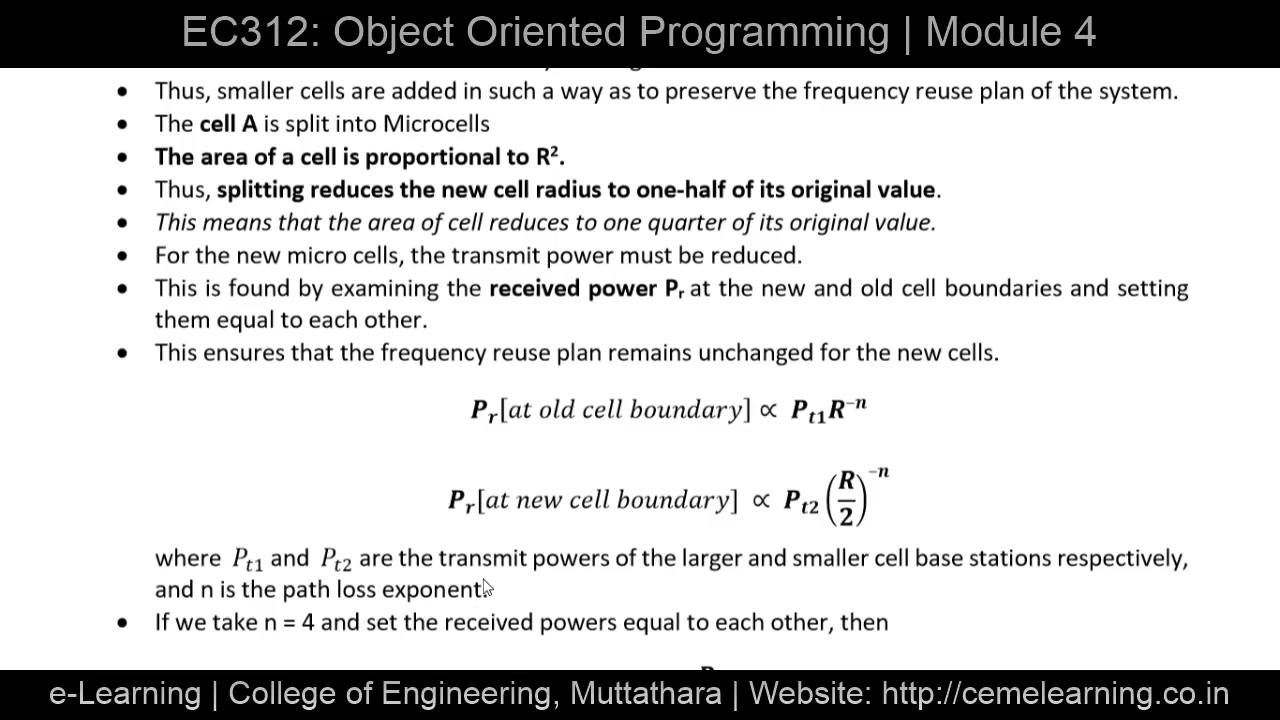 EC312: Object Oriented Programming | Module 4
• Thus, smaller cells are added in such a way as to preserve the frequency reuse plan of the system.
• The cell A is split into Microcells
• The area of a cell is proportional to R².
• Thus, splitting reduces the new cell radius to one-half of its original value.
• This means that the area of cell reduces to one quarter of its original value.
• For the new micro cells, the transmit power must be reduced.
• This is found by examining the received power Pᵣ at the new and old cell boundaries and setting
them equal to each other.
• This ensures that the frequency reuse plan remains unchanged for the new cells.
Pᵣ[at old cell boundary] ∝ Pₜ₁R⁻ⁿ
Pᵣ[at new cell boundary] ∝ Pₜ₂(R/2)⁻ⁿ
where Pₜ₁ and Pₜ₂ are the transmit powers of the larger and smaller cell base stations respectively,
and n is the path loss exponent.
• If we take n = 4 and set the received powers equal to each other, then
e-Learning | College of Engineering, Muttathara | Website: http://cemelearning.co.in